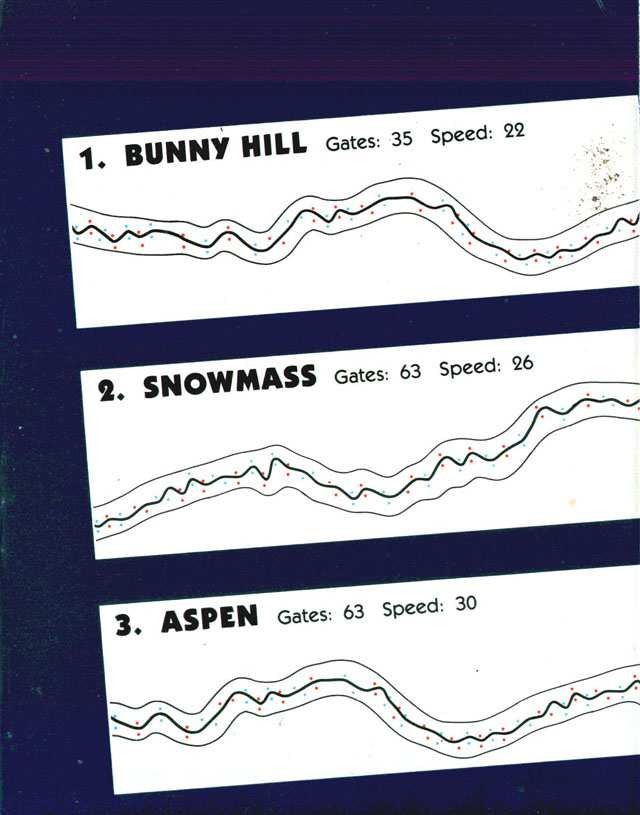 1. BUNNY HILL Gates: 35 Speed: 22
2. SNOWMASS Gates: 63 Speed: 26
3. ASPEN Gates: 63 Speed: 30